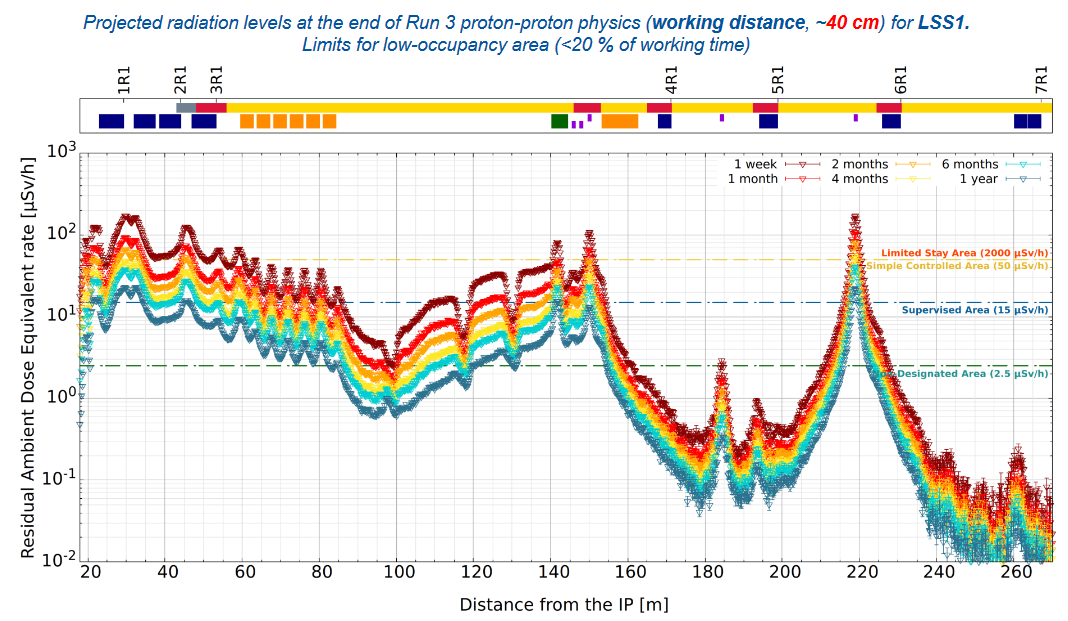 Projected radiation levels at the end of Run 3 proton-proton physics (working distance, ~40 cm) for LSS1.
Limits for low-occupancy area (<20 % of working time)
1R1 2R1 3R1 4R1 5R1 6R1 7R1
10³
10²
10¹
10⁰
10⁻¹
10⁻²
Residual Ambient Dose Equivalent rate [µSv/h]
1 week 2 months 6 months
1 month 4 months 1 year
Limited Stay Area (2000 µSv/h)
Simple Controlled Area (50 µSv/h)
Supervised Area (15 µSv/h)
Designated Area (2.5 µSv/h)
20 40 60 80 100 120 140 160 180 200 220 240 260
Distance from the IP [m]